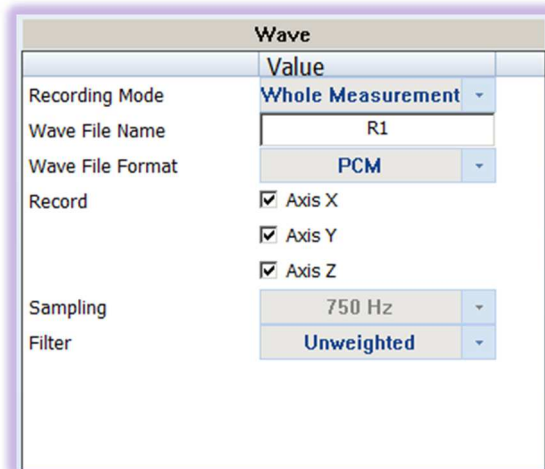 Wave
Value
Recording Mode Whole Measurement
Wave File Name R1
Wave File Format PCM
Record Axis X
Axis Y
Axis Z
Sampling 750 Hz
Filter Unweighted